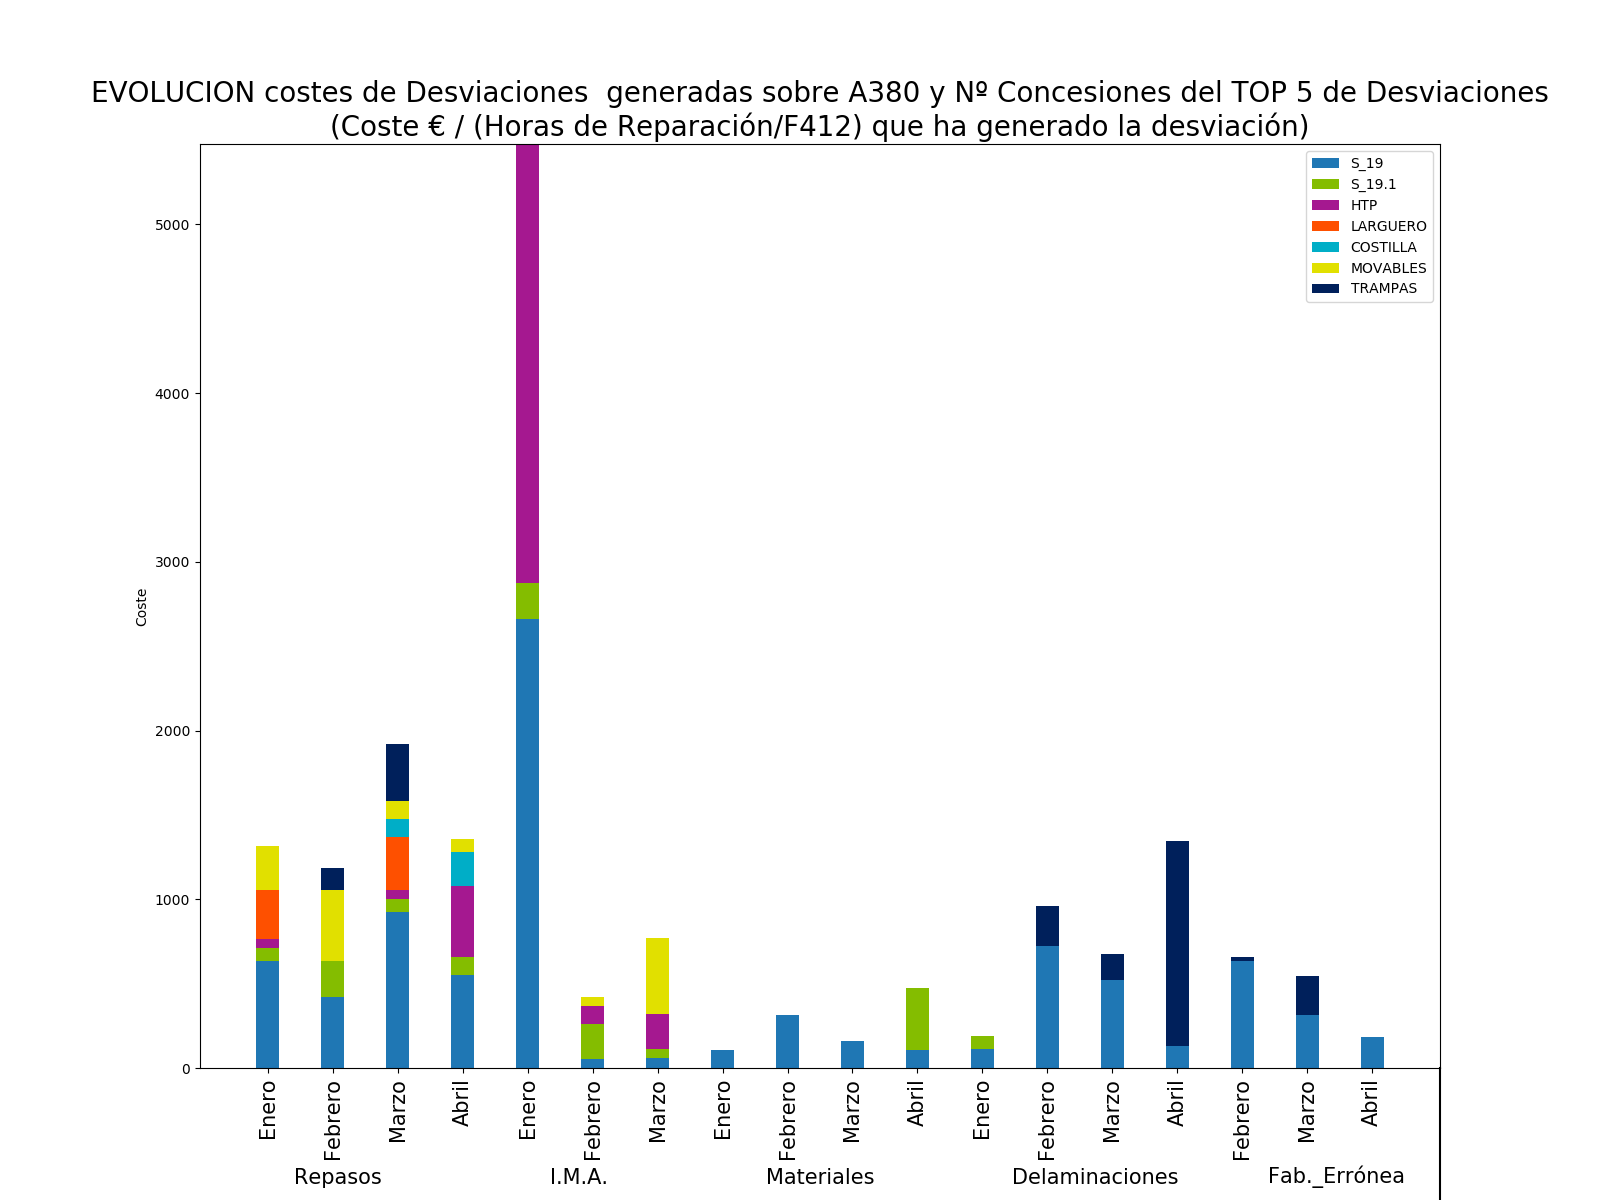 EVOLUCION costes de Desviaciones  generadas sobre A380 y Nº Concesiones del TOP 5 de Desviaciones
(Coste € / (Horas de Reparación/F412) que ha generado la desviación)
S_19
S_19.1
HTP
LARGUERO
COSTILLA
MOVABLES
TRAMPAS
5000
4000
3000
2000
1000
0
Coste
Enero
Febrero
Marzo
Abril
Enero
Febrero
Marzo
Enero
Febrero
Marzo
Abril
Enero
Febrero
Marzo
Abril
Febrero
Marzo
Abril
Repasos
I.M.A.
Materiales
Delaminaciones
Fab._Errónea